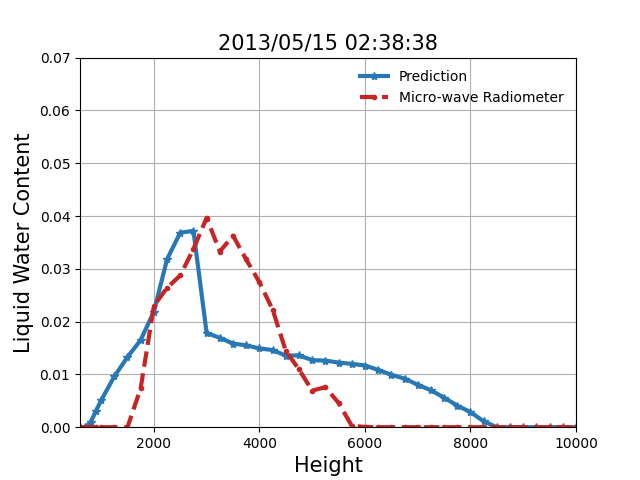 2013/05/15 02:38:38
0.07
0.06
0.05
0.04
0.03
0.02
0.01
0.00
Liquid Water Content
Prediction
Micro-wave Radiometer
2000 4000 6000 8000 10000
Height